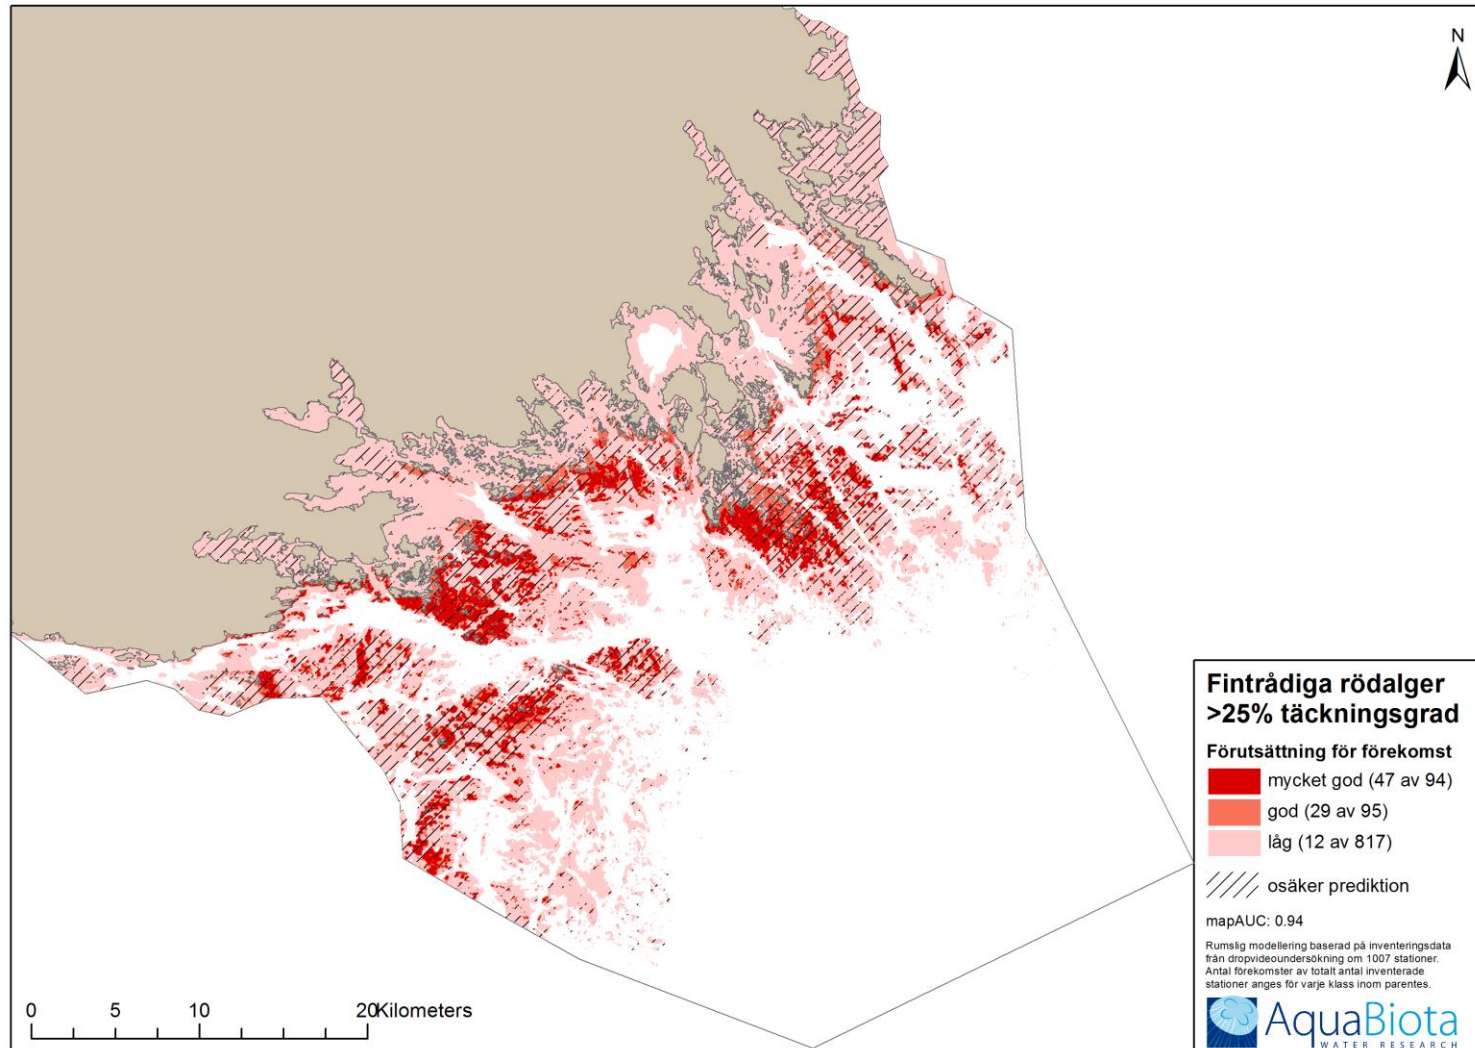 N
Fintrådiga rödalger
>25% täckningsgrad
Förutsättning för förekomst
mycket god (47 av 94)
god (29 av 95)
låg (12 av 817)
osäker prediktion
mapAUC: 0.94
Rumslig modellering baserad på inventeringsdata
från dropvideoundersökning om 1007 stationer.
Antal förekomster av totalt antal inventerade
stationer anges för varje klass inom parentes.
AquaBiota
WATER RESEARCH
0 5 10 20 Kilometers